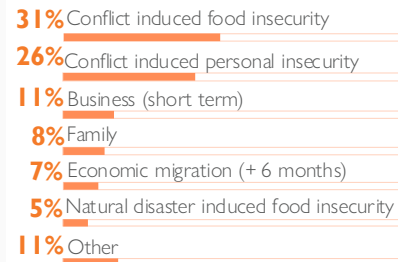 31% Conflict induced food insecurity
26% Conflict induced personal insecurity
11% Business (short term)
8% Family
7% Economic migration (+ 6 months)
5% Natural disaster induced food insecurity
11% Other